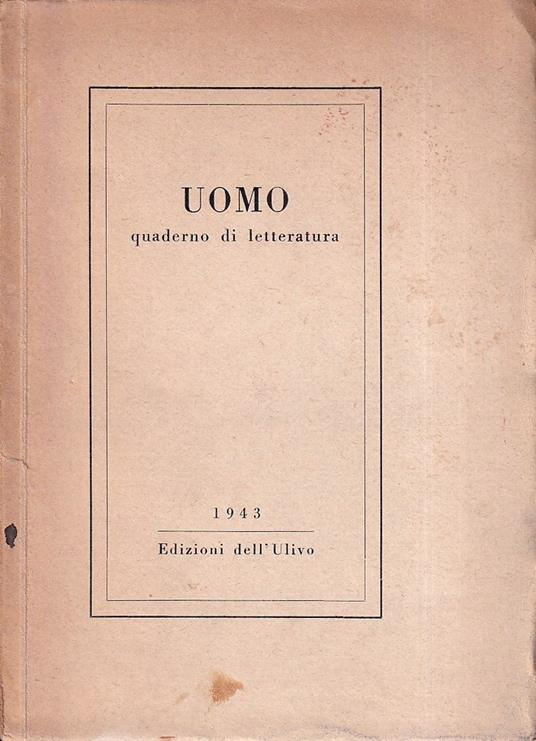 UOMO
quaderno di letteratura
1943
Edizioni dell'Ulivo